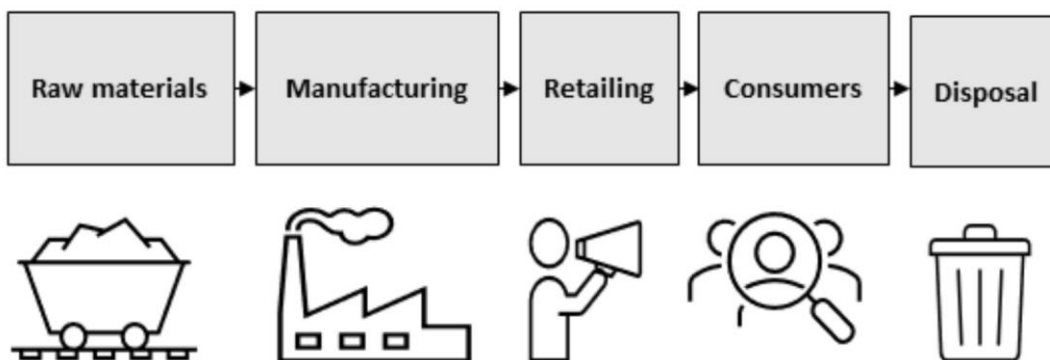 Raw materials
Manufacturing
Retailing
Consumers
Disposal